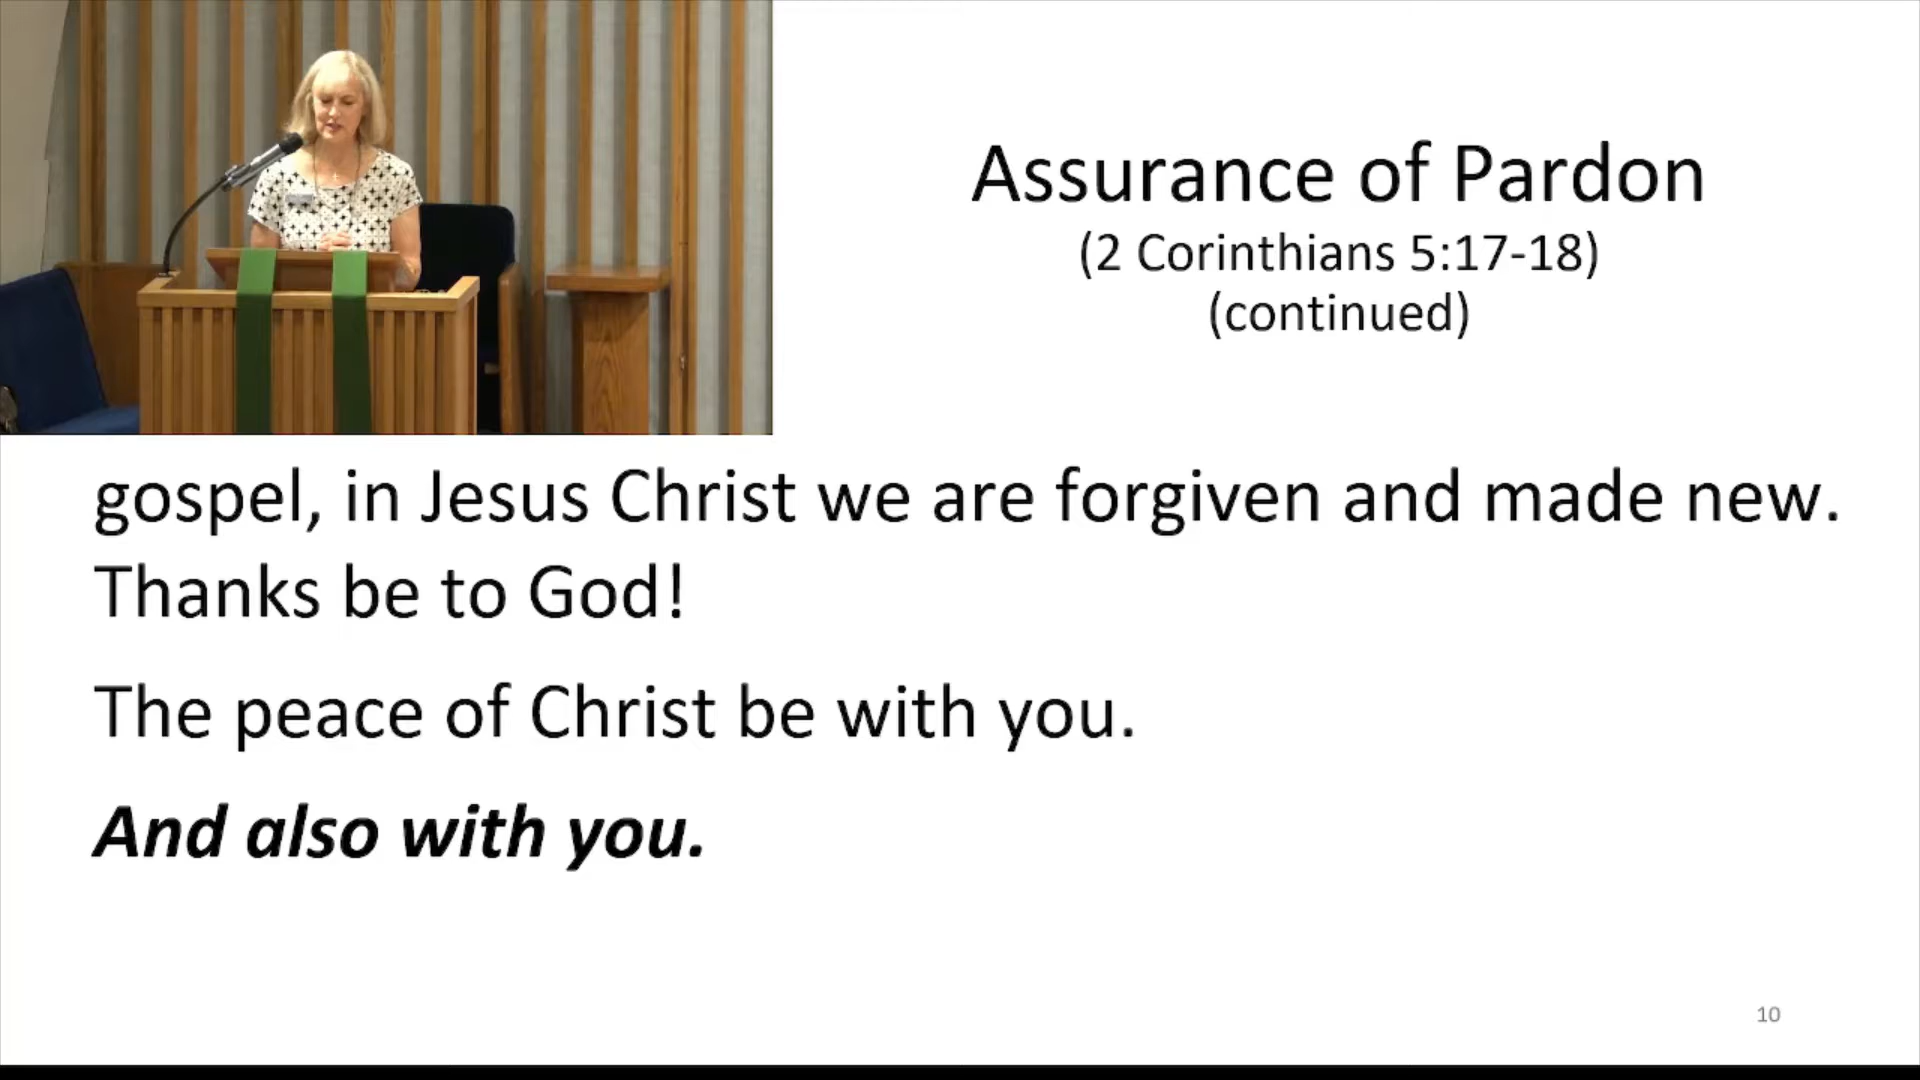 Assurance of Pardon
(2 Corinthians 5:17-18)
(continued)
gospel, in Jesus Christ we are forgiven and made new.
Thanks be to God!
The peace of Christ be with you.
And also with you.
10